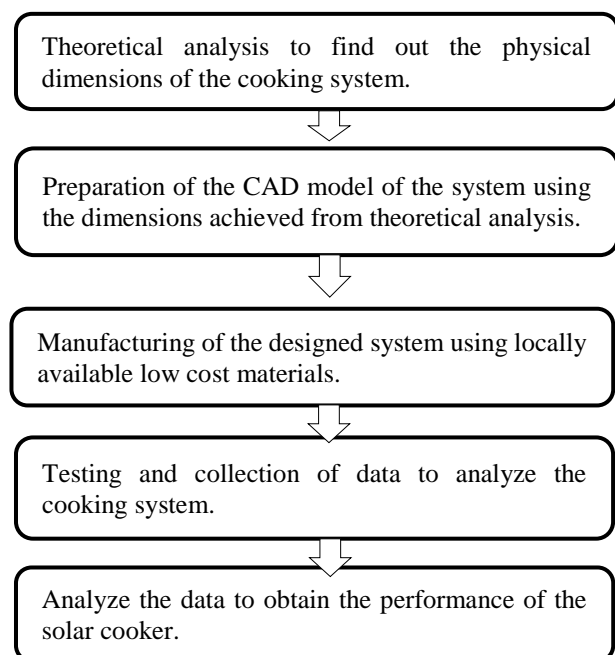 Theoretical analysis to find out the physical
dimensions of the cooking system.
Preparation of the CAD model of the system using
the dimensions achieved from theoretical analysis.
Manufacturing of the designed system using locally
available low cost materials.
Testing and collection of data to analyze the
cooking system.
Analyze the data to obtain the performance of the
solar cooker.